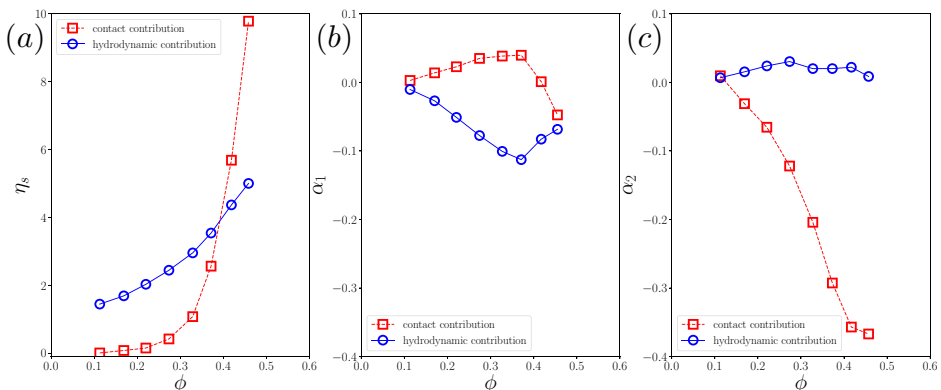 (a)
contact contribution
hydrodynamic contribution
10
8
6
4
2
0
η_s
0.0 0.1 0.2 0.3 0.4 0.5 0.6
ϕ
(b)
0.1
0.0
−0.1
−0.2
−0.3
−0.4
α_1
contact contribution
hydrodynamic contribution
0.0 0.1 0.2 0.3 0.4 0.5 0.6
ϕ
(c)
0.1
0.0
−0.1
−0.2
−0.3
−0.4
α_2
contact contribution
hydrodynamic contribution
0.0 0.1 0.2 0.3 0.4 0.5 0.6
ϕ